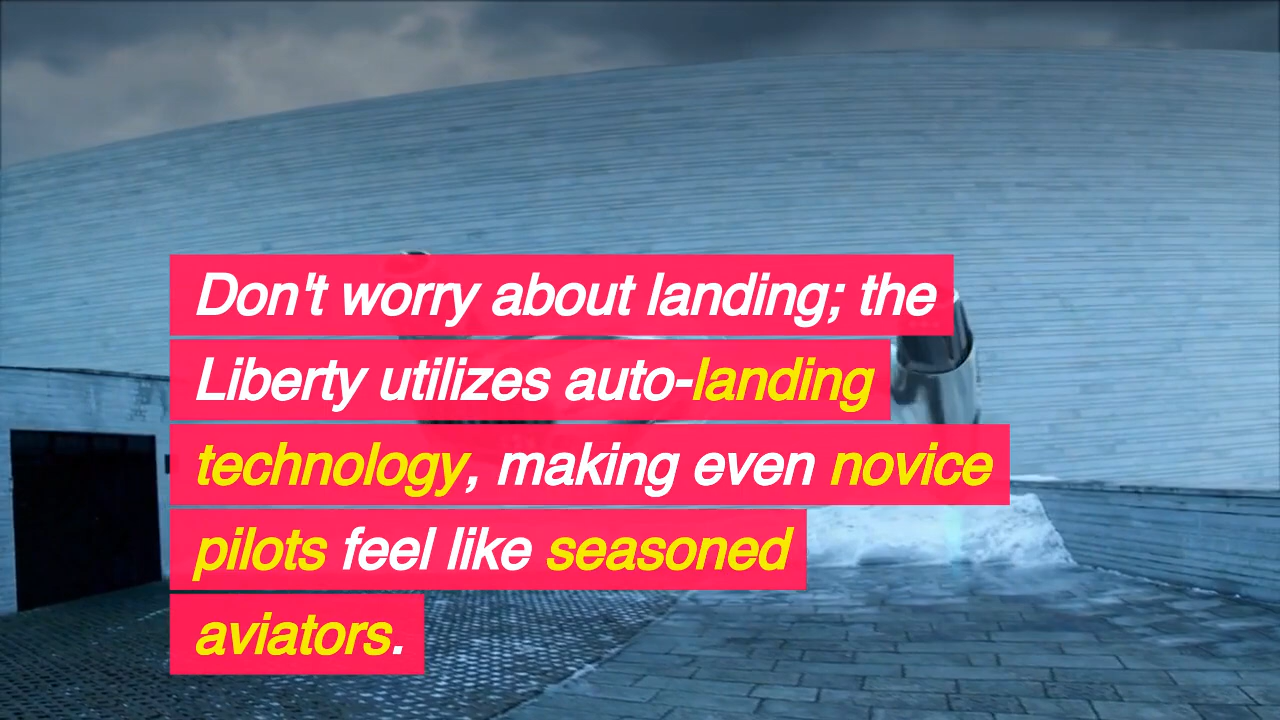 Don't worry about landing; the
Liberty utilizes auto-landing
technology, making even novice
pilots feel like seasoned
aviators.